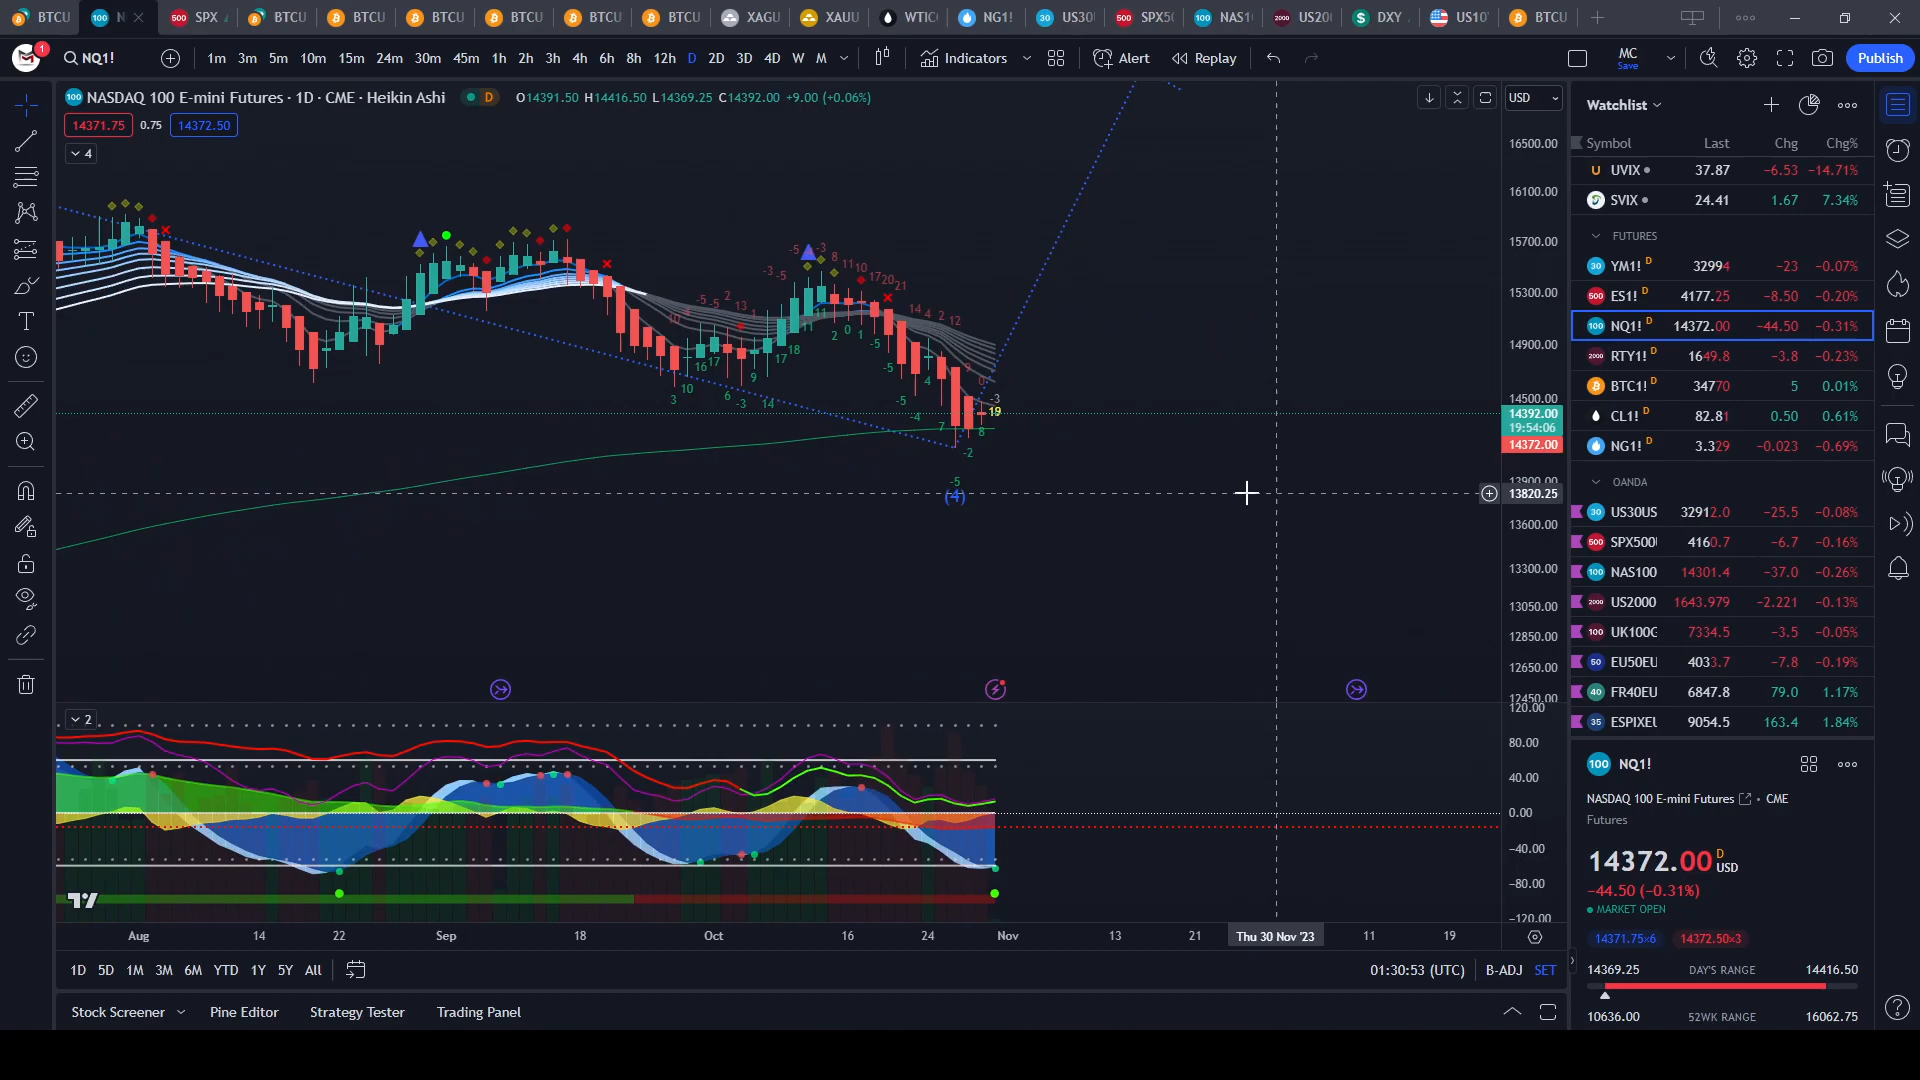 BTCU N SPX BTCU BTCU BTCU BTCU BTCU BTCU XAGU XAUU WTIC NG1! US30 SPX5 NAS1 US20 DXY US10 BTCU
1 NQ1! 1m 3m 5m 10m 15m 24m 30m 45m 1h 2h 3h 4h 6h 8h 12h D 2D 3D 4D W M Indicators Alert Replay MC Save Publish
NASDAQ 100 E-mini Futures · 1D · CME · Heikin Ashi D O14391.50 H14416.50 L14369.25 C14392.00 +9.00 (+0.06%) USD
14371.75 0.75 14372.50
4
16500.00
16100.00
15700.00
15300.00
14900.00
14500.00
14392.00
19:54:06
14372.00
13900.00
13820.25
13600.00
13300.00
13050.00
12850.00
12650.00
12450.00
(4)
2
120.00
80.00
40.00
0.00
−40.00
−80.00
−120.00
Aug 14 22 Sep 18 Oct 16 24 Nov 13 21 Thu 30 Nov '23 11 19
1D 5D 1M 3M 6M YTD 1Y 5Y All 01:30:53 (UTC) B-ADJ SET
Stock Screener Pine Editor Strategy Tester Trading Panel
Watchlist
Symbol Last Chg Chg%
UVIX 37.87 −6.53 −14.71%
SVIX 24.41 1.67 7.34%
FUTURES
YM1! D 32994 −23 −0.07%
ES1! D 4177.25 −8.50 −0.20%
NQ1! D 14372.00 −44.50 −0.31%
RTY1! D 1649.8 −3.8 −0.23%
BTC1! D 34770 5 0.01%
CL1! D 82.81 0.50 0.61%
NG1! D 3.329 −0.023 −0.69%
OANDA
US30US 32912.0 −25.5 −0.08%
SPX500 4160.7 −6.7 −0.16%
NAS100 14301.4 −37.0 −0.26%
US2000 1643.979 −2.221 −0.13%
UK100G 7334.5 −3.5 −0.05%
EU50EU 4033.7 −7.8 −0.19%
FR40EU 6847.8 79.0 1.17%
ESPIXEU 9054.5 163.4 1.84%
100 NQ1!
NASDAQ 100 E-mini Futures • CME
Futures
14372.00 D USD
−44.50 (−0.31%)
MARKET OPEN
14371.75×6 14372.50×3
14369.25 DAY'S RANGE 14416.50
10636.00 52WK RANGE 16062.75